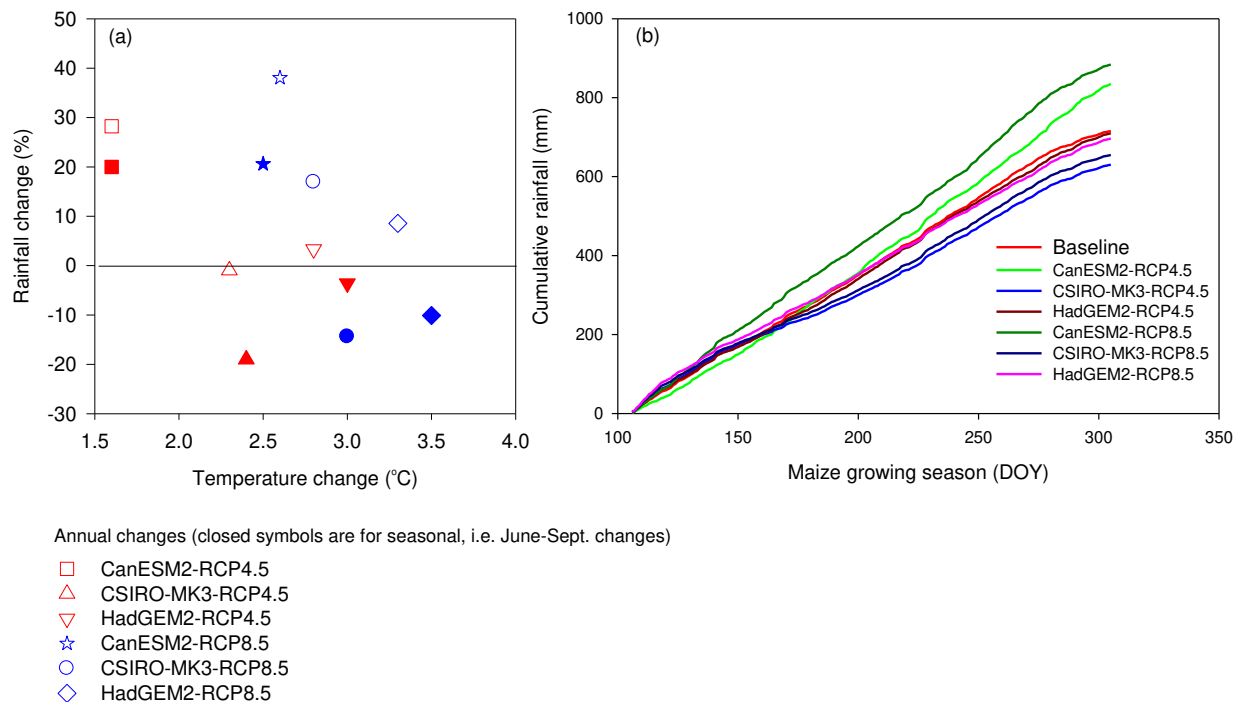 (a)
Rainfall change (%)
50
40
30
20
10
0
-10
-20
-30
1.5 2.0 2.5 3.0 3.5 4.0
Temperature change (°C)
(b)
Cumulative rainfall (mm)
1000
800
600
400
200
0
100 150 200 250 300 350
Maize growing season (DOY)
Baseline
CanESM2-RCP4.5
CSIRO-MK3-RCP4.5
HadGEM2-RCP4.5
CanESM2-RCP8.5
CSIRO-MK3-RCP8.5
HadGEM2-RCP8.5
Annual changes (closed symbols are for seasonal, i.e. June-Sept. changes)
CanESM2-RCP4.5
CSIRO-MK3-RCP4.5
HadGEM2-RCP4.5
CanESM2-RCP8.5
CSIRO-MK3-RCP8.5
HadGEM2-RCP8.5